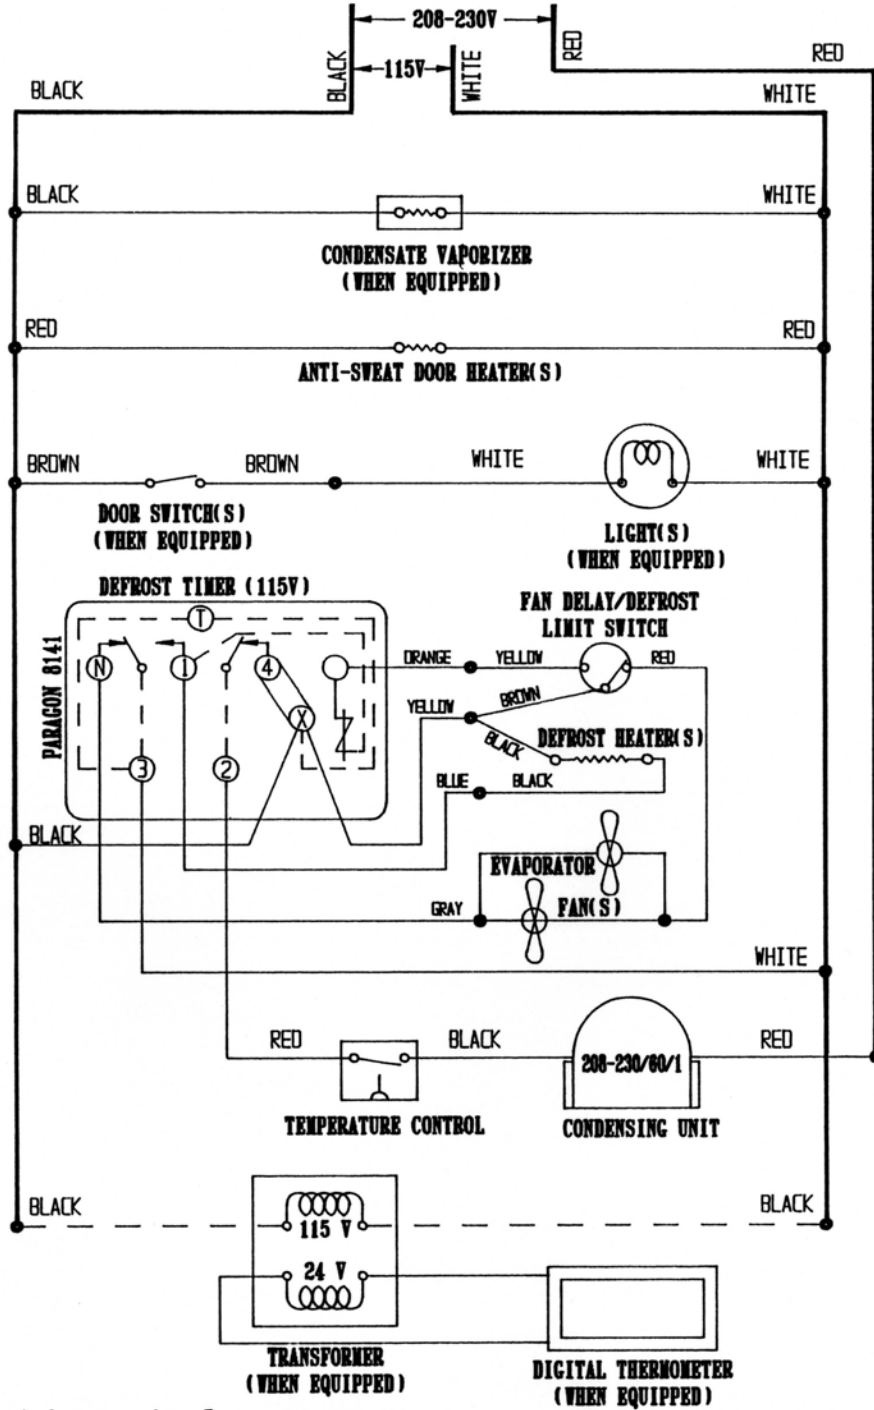 208-230V
BLACK
115V
WHITE
RED
RED
BLACK
WHITE
BLACK
WHITE
CONDENSATE VAPORIZER
(WHEN EQUIPPED)
RED
RED
ANTI-SWEAT DOOR HEATER(S)
BROWN
BROWN
WHITE
WHITE
DOOR SWITCH(S)
(WHEN EQUIPPED)
LIGHT(S)
(WHEN EQUIPPED)
DEFROST TIMER (115V)
FAN DELAY/DEFROST
LIMIT SWITCH
PARAGON 8141
T
N
1
4
ORANGE
YELLOW
RED
X
YELLOW
BROWN
BLACK
DEFROST HEATER(S)
3
2
BLUE
BLACK
BLACK
EVAPORATOR
FAN(S)
GRAY
WHITE
RED
BLACK
208-230/60/1
RED
TEMPERATURE CONTROL
CONDENSING UNIT
BLACK
BLACK
115 V
24 V
TRANSFORMER
(WHEN EQUIPPED)
DIGITAL THERMOMETER
(WHEN EQUIPPED)